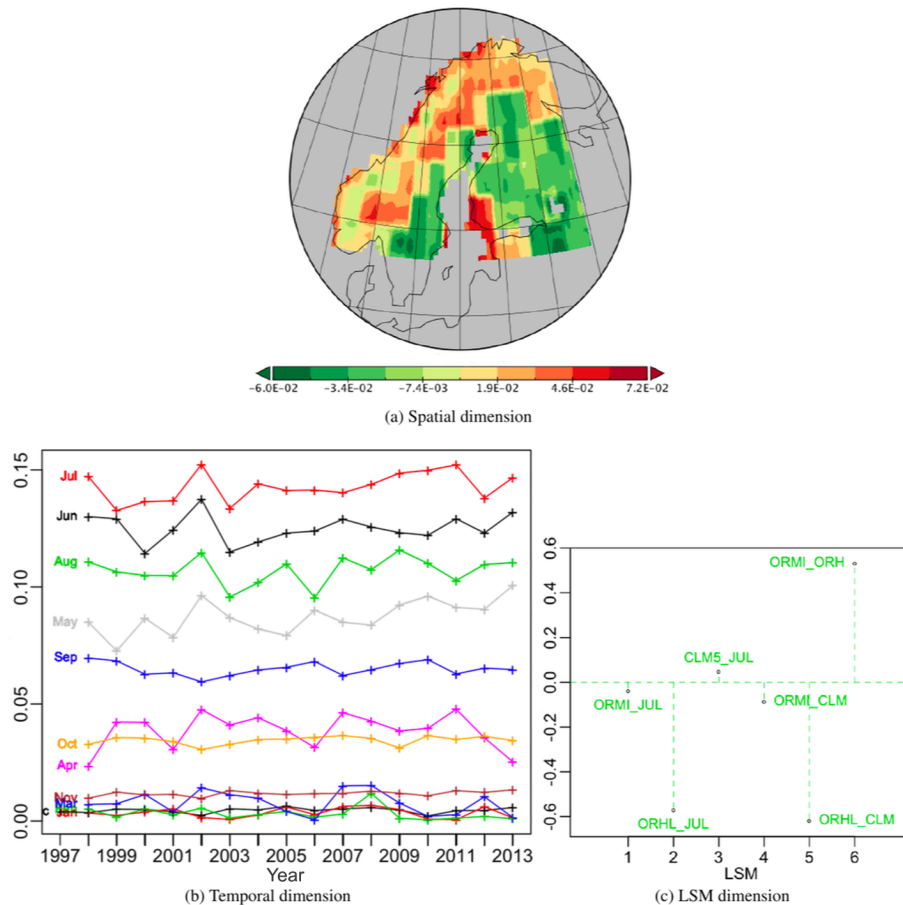 -6.0E-02 -3.4E-02 -7.4E-03 1.9E-02 4.6E-02 7.2E-02
(a) Spatial dimension
0.15
Jul
Jun
Aug
0.10
May
Sep
0.05
Oct
Apr
Nov
Mar
Jan
c
0.00
1997 1999 2001 2003 2005 2007 2009 2011 2013
Year
(b) Temporal dimension
0.6
ORMI_ORH
0.4
0.2
CLM5_JUL
0.0
ORMI_JUL
ORMI_CLM
-0.2
-0.4
-0.6
ORHL_JUL
ORHL_CLM
1 2 3 4 5 6
LSM
(c) LSM dimension